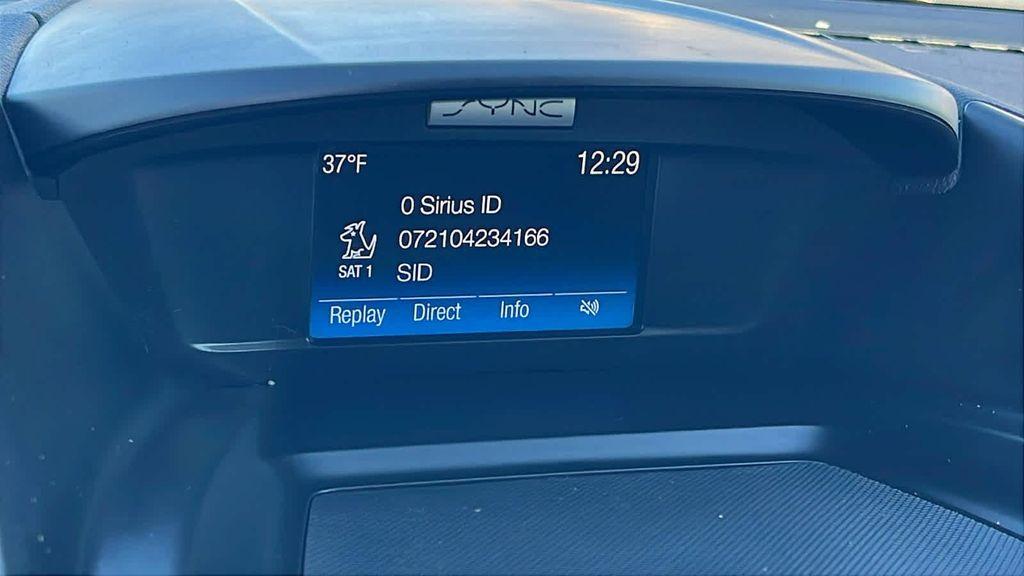 SYNC
37°F
12:29
0 Sirius ID
072104234166
SAT 1
SID
Replay Direct Info